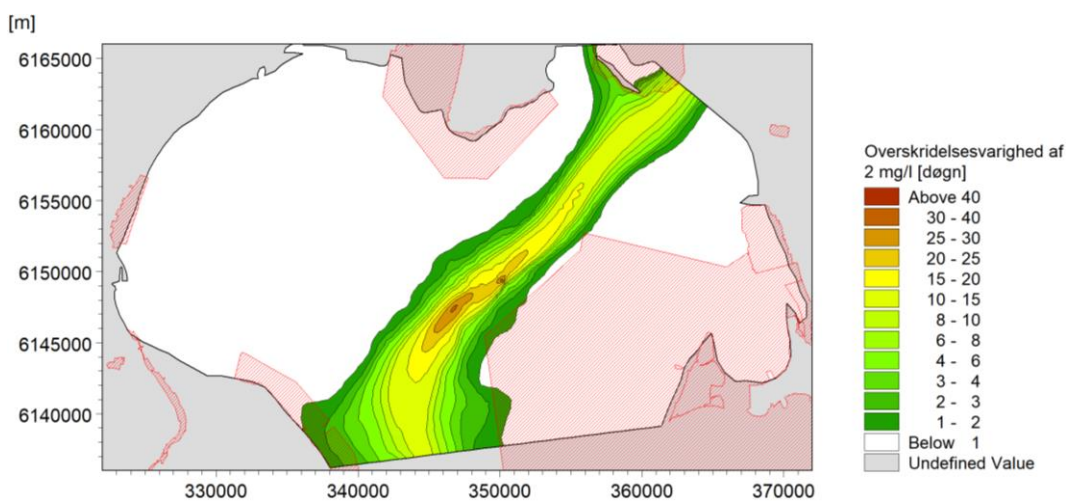 [m]
6165000
6160000
6155000
6150000
6145000
6140000
330000 340000 350000 360000 370000
Overskridelsesvarighed af
2 mg/l [døgn]
Above 40
30 - 40
25 - 30
20 - 25
15 - 20
10 - 15
8 - 10
6 - 8
4 - 6
3 - 4
2 - 3
1 - 2
Below 1
Undefined Value